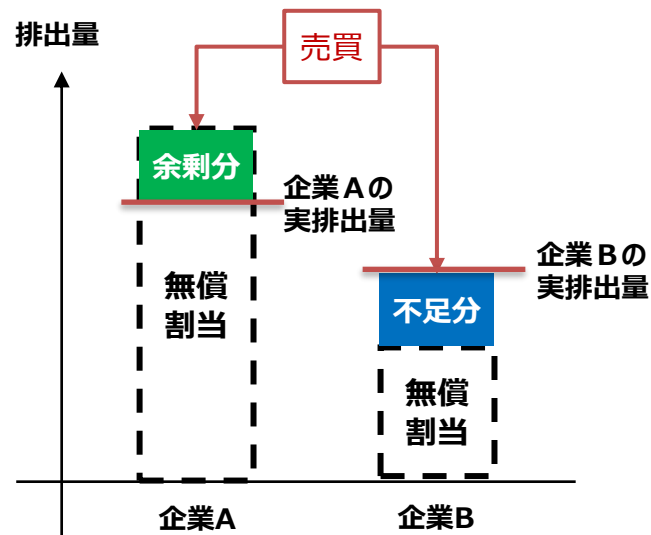 排出量
売買
余剰分
企業Ａの
実排出量
無償
割当
企業Ｂの
実排出量
不足分
無償
割当
企業A
企業B